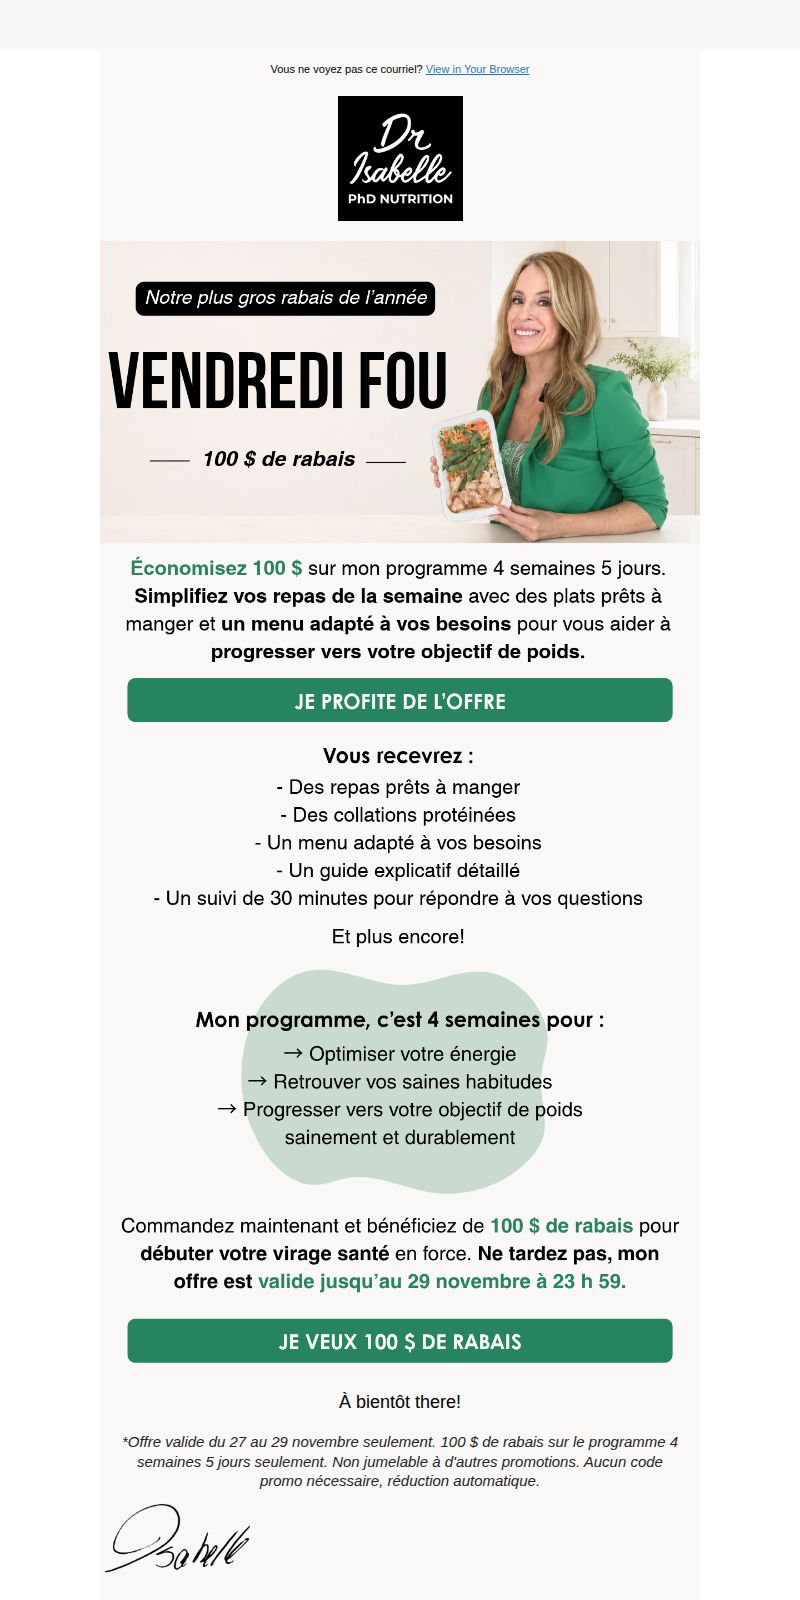 Vous ne voyez pas ce courriel? View in Your Browser
Dr
Isabelle
PhD NUTRITION
Notre plus gros rabais de l'année
VENDREDI FOU
100 $ de rabais
Économisez 100 $ sur mon programme 4 semaines 5 jours.
Simplifiez vos repas de la semaine avec des plats prêts à
manger et un menu adapté à vos besoins pour vous aider à
progresser vers votre objectif de poids.
JE PROFITE DE L'OFFRE
Vous recevrez :
- Des repas prêts à manger
- Des collations protéinées
- Un menu adapté à vos besoins
- Un guide explicatif détaillé
- Un suivi de 30 minutes pour répondre à vos questions
Et plus encore!
Mon programme, c'est 4 semaines pour :
→ Optimiser votre énergie
→ Retrouver vos saines habitudes
→ Progresser vers votre objectif de poids
sainement et durablement
Commandez maintenant et bénéficiez de 100 $ de rabais pour
débuter votre virage santé en force. Ne tardez pas, mon
offre est valide jusqu'au 29 novembre à 23 h 59.
JE VEUX 100 $ DE RABAIS
À bientôt there!
*Offre valide du 27 au 29 novembre seulement. 100 $ de rabais sur le programme 4
semaines 5 jours seulement. Non jumelable à d'autres promotions. Aucun code
promo nécessaire, réduction automatique.
Isabelle